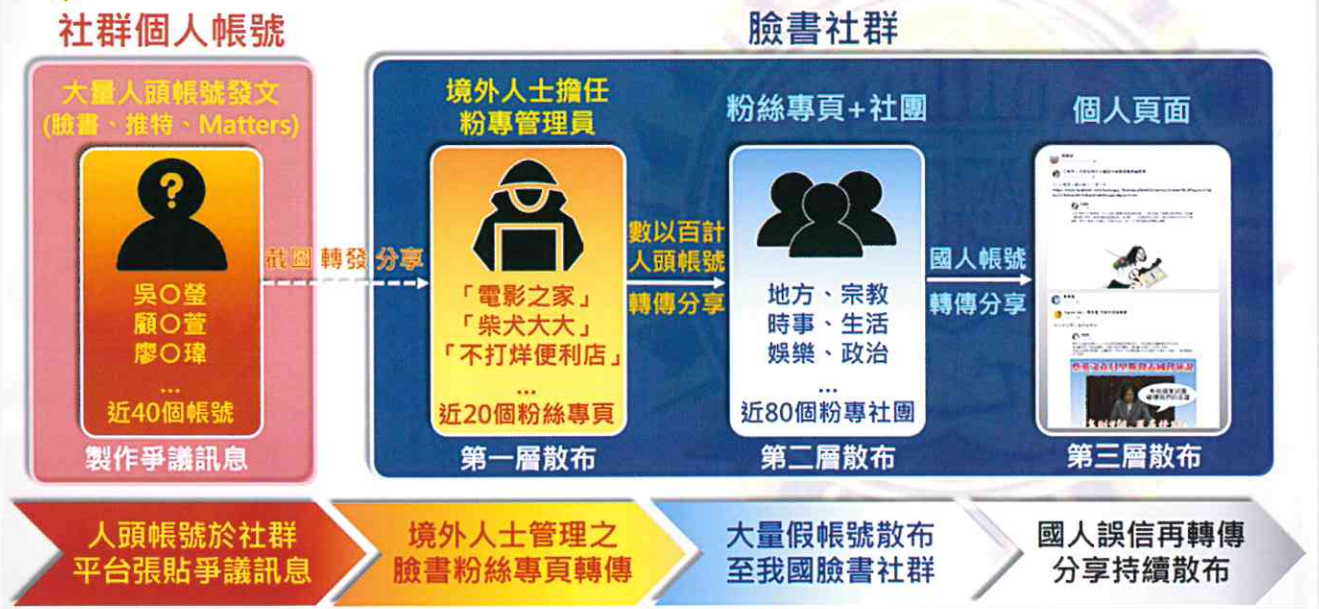 社群個人帳號
臉書社群
大量人頭帳號發文
(臉書、推特、Matters)
?
吳〇瑩
顧〇萱
廖〇瑋
...
近40個帳號
製作爭議訊息
截圖 轉發 分享
境外人士擔任
粉專管理員
「電影之家」
「柴犬大大」
「不打烊便利店」
...
近20個粉絲專頁
第一層散布
數以百計
人頭帳號
轉傳分享
粉絲專頁+社團
地方、宗教
時事、生活
娛樂、政治
...
近80個粉專社團
第二層散布
國人帳號
轉傳分享
個人頁面
第三層散布
人頭帳號於社群
平台張貼爭議訊息
境外人士管理之
臉書粉絲專頁轉傳
大量假帳號散布
至我國臉書社群
國人誤信再轉傳
分享持續散布